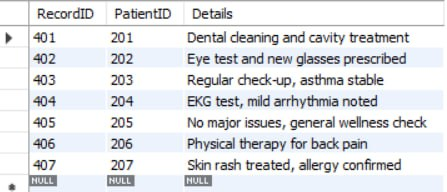 RecordID PatientID Details
401 201 Dental cleaning and cavity treatment
402 202 Eye test and new glasses prescribed
403 203 Regular check-up, asthma stable
404 204 EKG test, mild arrhythmia noted
405 205 No major issues, general wellness check
406 206 Physical therapy for back pain
407 207 Skin rash treated, allergy confirmed
NULL NULL NULL